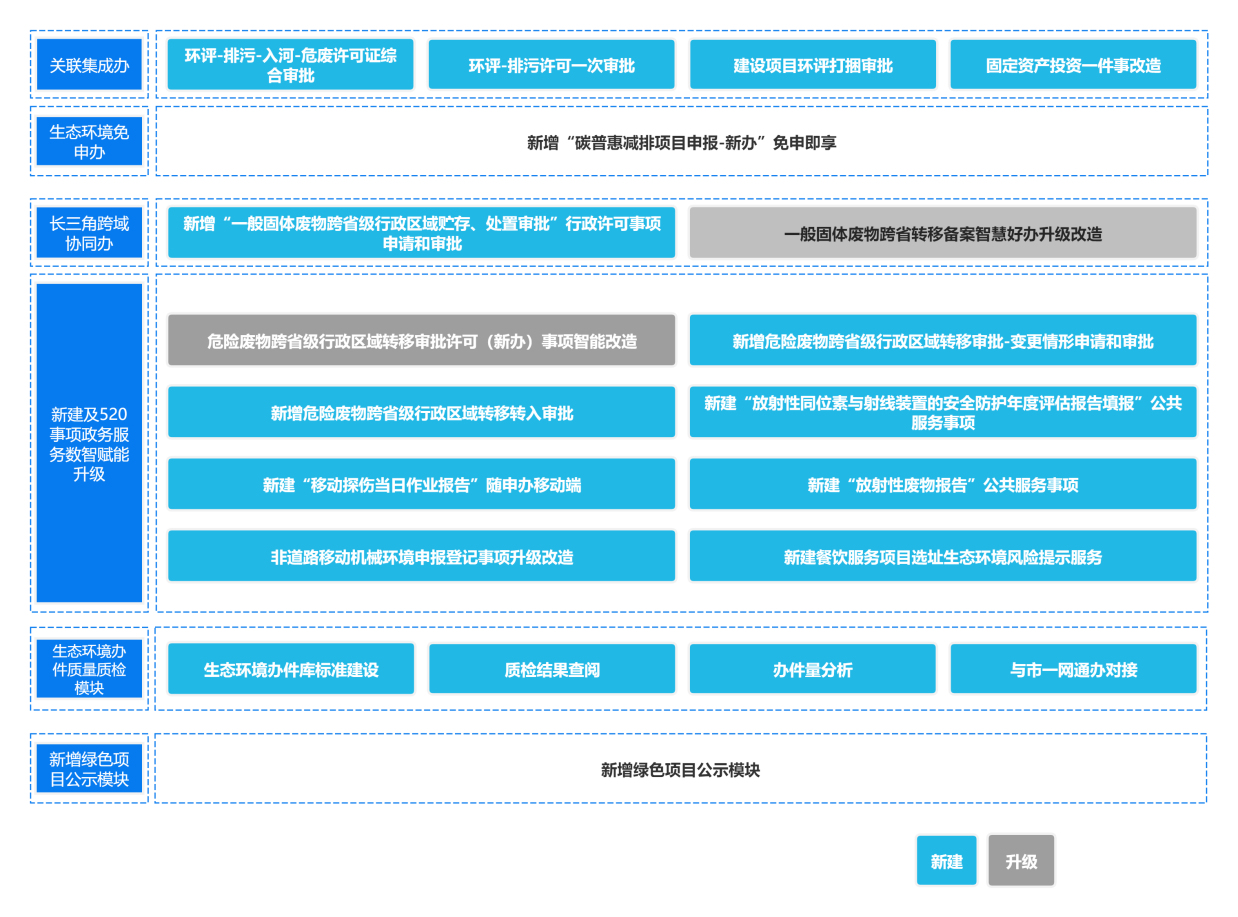 关联集成办
环评-排污-入河-危废许可证综
合审批
环评-排污许可一次审批
建设项目环评打捆审批
固定资产投资一件事改造
生态环境免
申办
新增“碳普惠减排项目申报-新办”免申即享
长三角跨域
协同办
新增“一般固体废物跨省级行政区域贮存、处置审批”行政许可事项
申请和审批
一般固体废物跨省转移备案智慧好办升级改造
新建及520
事项政务服
务数智赋能
升级
危险废物跨省级行政区域转移审批许可（新办）事项智能改造
新增危险废物跨省级行政区域转移审批-变更情形申请和审批
新增危险废物跨省级行政区域转移转入审批
新建“放射性同位素与射线装置的安全防护年度评估报告填报”公共
服务事项
新建“移动探伤当日作业报告”随申办移动端
新建“放射性废物报告”公共服务事项
非道路移动机械环境申报登记事项升级改造
新建餐饮服务项目选址生态环境风险提示服务
生态环境办
件质量质检
模块
生态环境办件库标准建设
质检结果查阅
办件量分析
与市一网通办对接
新增绿色项
目公示模块
新增绿色项目公示模块
新建
升级